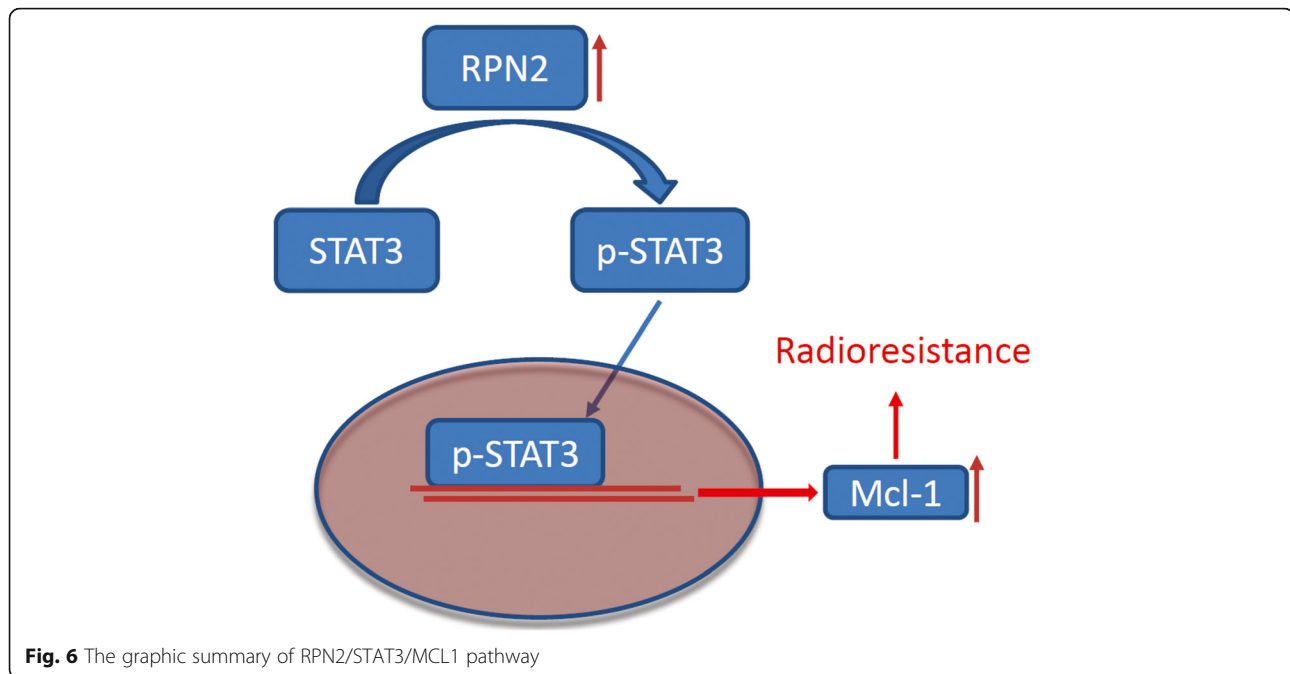 RPN2
STAT3
p-STAT3
Radioresistance
p-STAT3
Mcl-1
Fig. 6 The graphic summary of RPN2/STAT3/MCL1 pathway